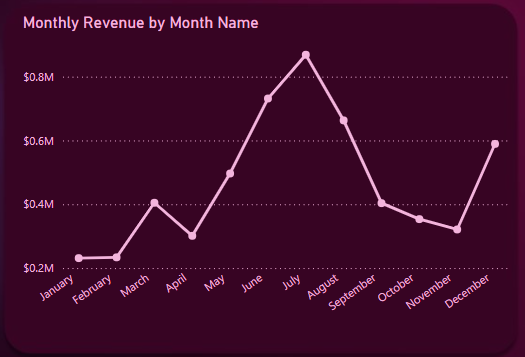 Monthly Revenue by Month Name
$0.8M
$0.6M
$0.4M
$0.2M
January
February
March
April
May
June
July
August
September
October
November
December